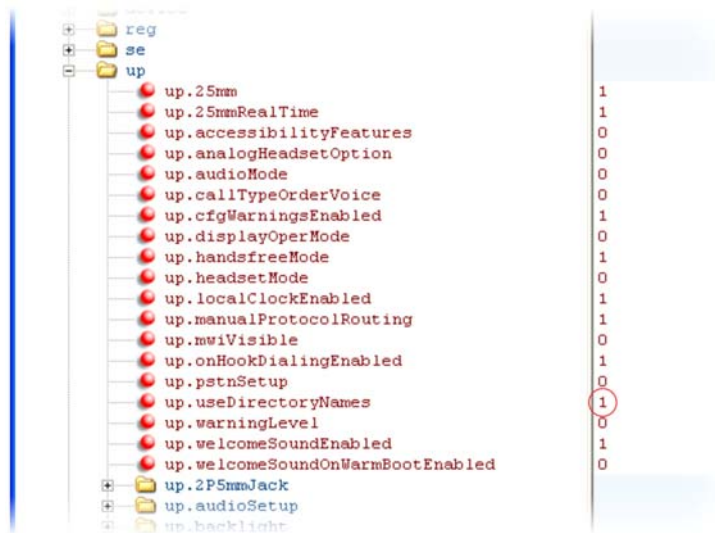 reg
se
up
up.25mm 1
up.25mmRealTime 1
up.accessibilityFeatures 0
up.analogHeadsetOption 0
up.audioMode 0
up.callTypeOrderVoice 0
up.cfgWarningsEnabled 1
up.displayOperMode 0
up.handsfreeMode 1
up.headsetMode 0
up.localClockEnabled 1
up.manualProtocolRouting 1
up.mwiVisible 0
up.onHookDialingEnabled 1
up.pstnSetup 0
up.useDirectoryNames 1
up.warningLevel 0
up.welcomeSoundEnabled 1
up.welcomeSoundOnWarmBootEnabled 0
up.2P5mmJack
up.audioSetup
up.backlight